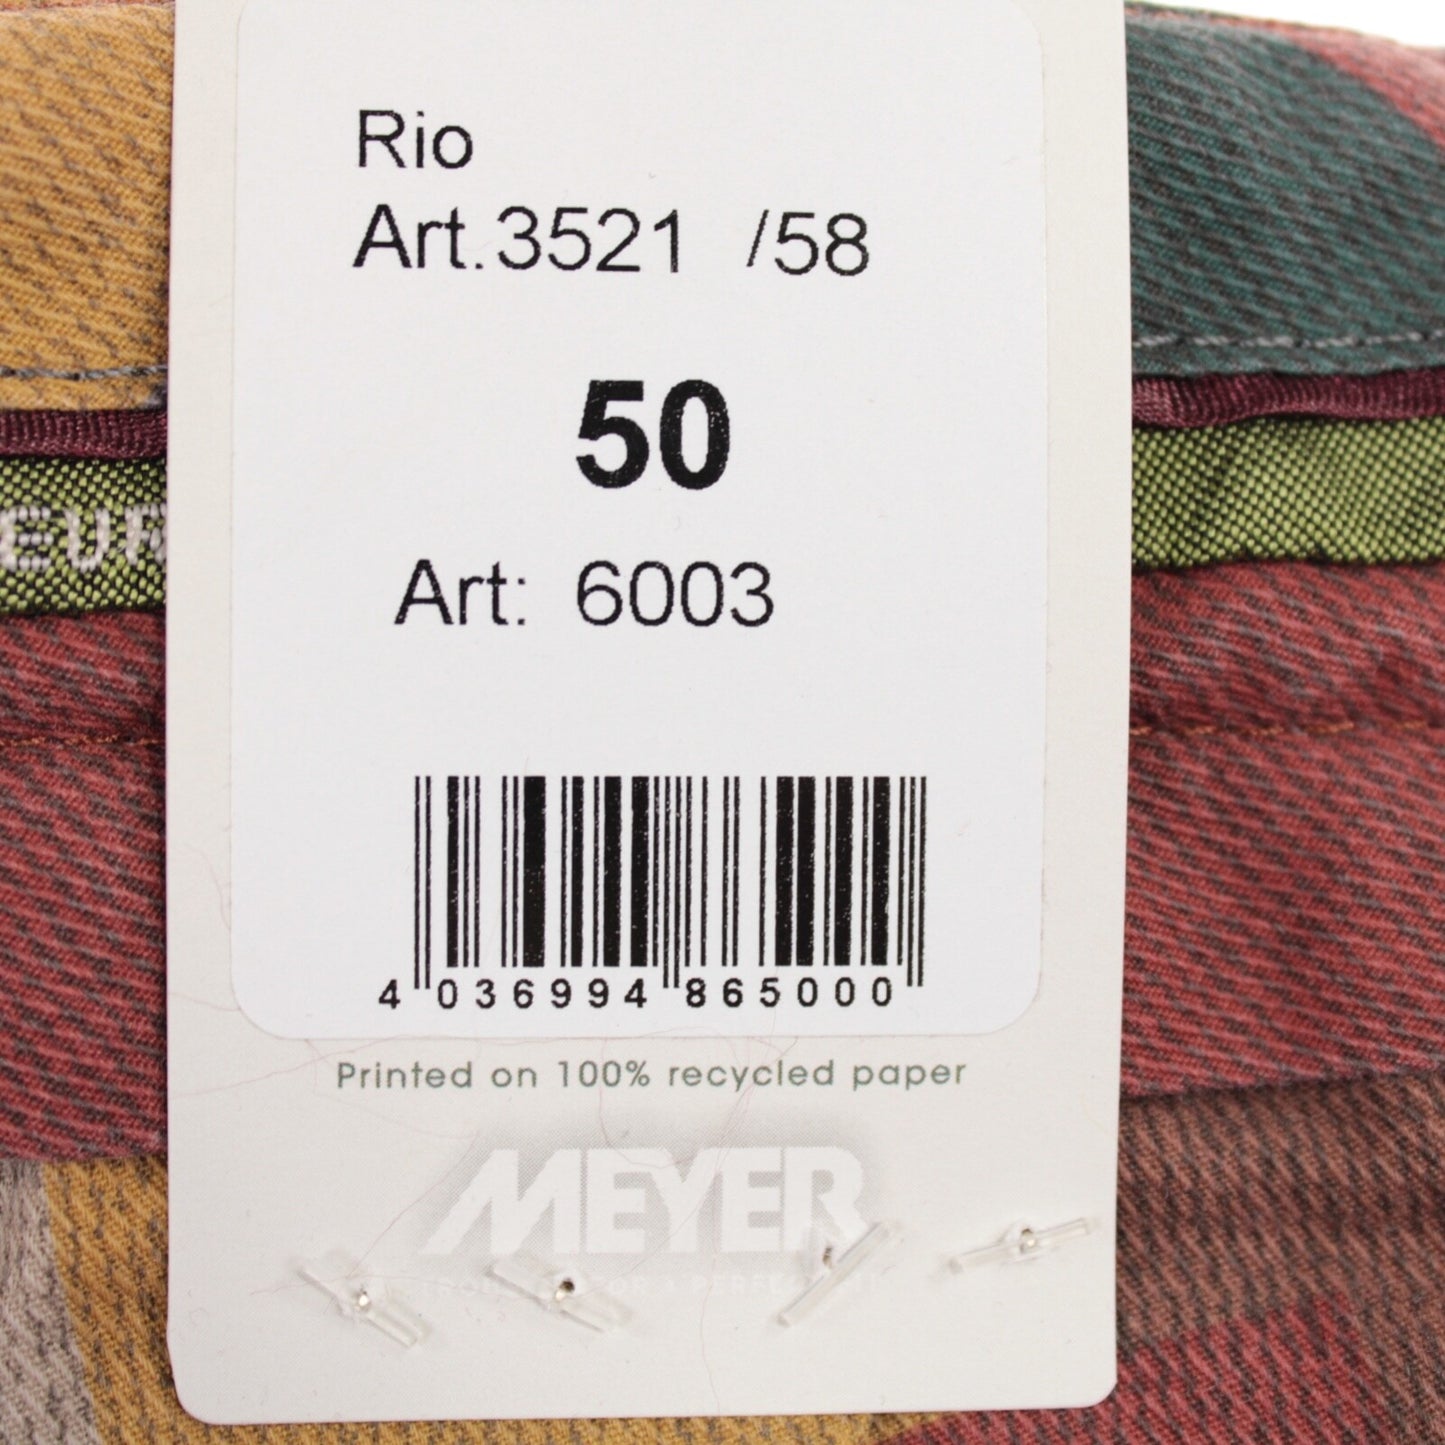 Rio
Art.3521 /58
50
Art: 6003
4 036994 865000
Printed on 100% recycled paper
MEYER